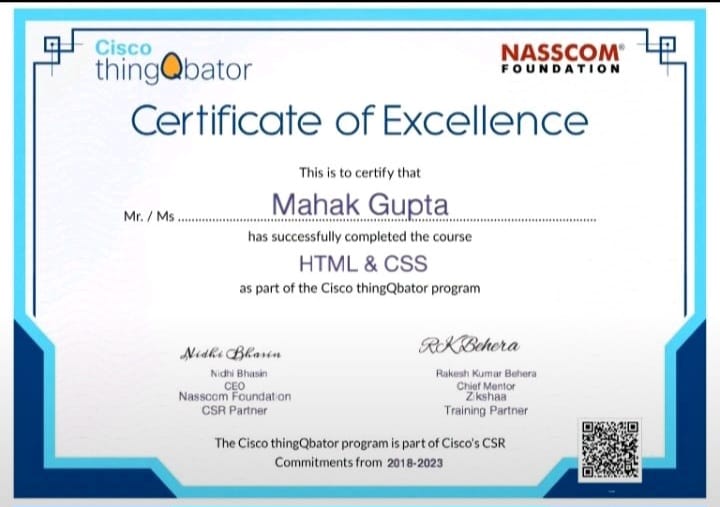 Cisco
thingQbator
NASSCOM®
FOUNDATION
Certificate of Excellence
This is to certify that
Mr. / Ms ........ Mahak Gupta ........
has successfully completed the course
HTML & CSS
as part of the Cisco thingQbator program
Nidhi Bhasin
Nidhi Bhasin
CEO
Nasscom Foundation
CSR Partner
RKBehera
Rakesh Kumar Behera
Chief Mentor
Zikshaa
Training Partner
The Cisco thingQbator program is part of Cisco's CSR
Commitments from 2018-2023